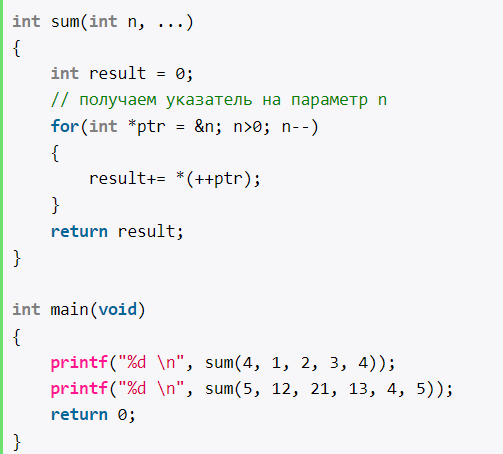 int sum(int n, ...)
{
    int result = 0;
    // получаем указатель на параметр n
    for(int *ptr = &n; n>0; n--)
    {
        result+= *(++ptr);
    }
    return result;
}

int main(void)
{
    printf("%d \n", sum(4, 1, 2, 3, 4));
    printf("%d \n", sum(5, 12, 21, 13, 4, 5));
    return 0;
}